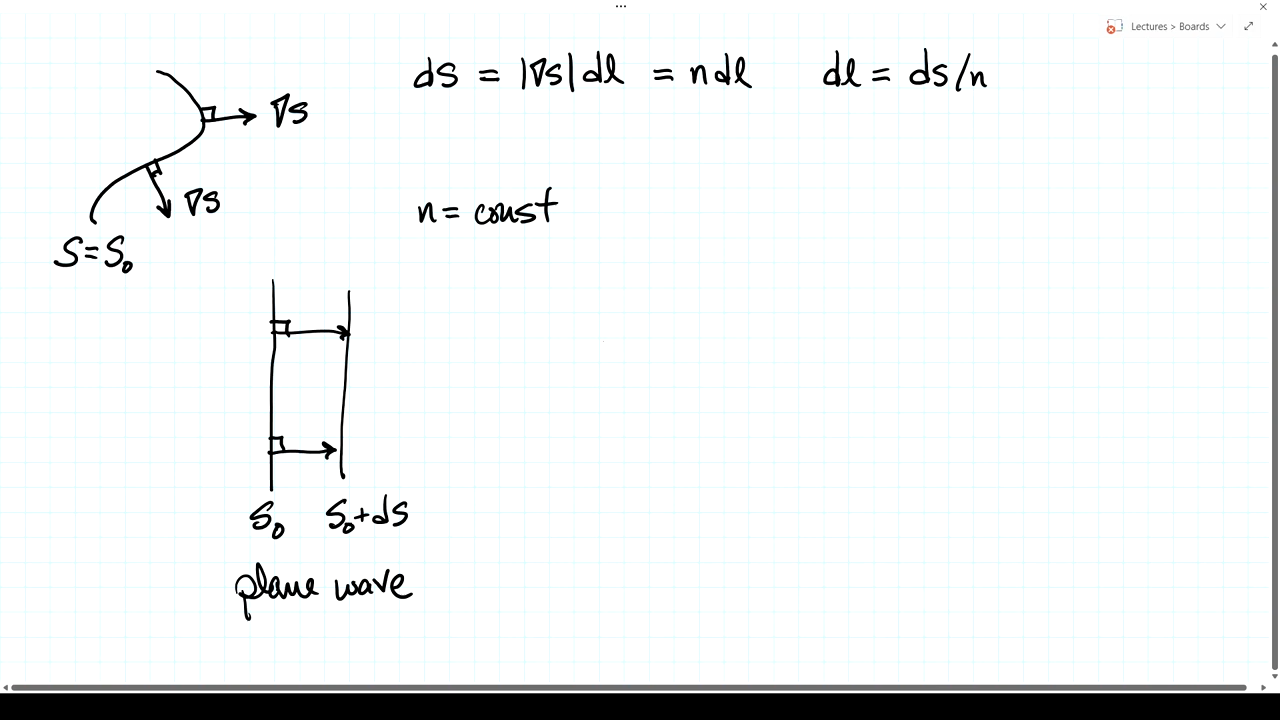 Lectures > Boards
dS = |∇S| dl = n dl dl = dS/n
∇S
∇S
S = S₀
n = const
S₀ S₀+dS
plane wave